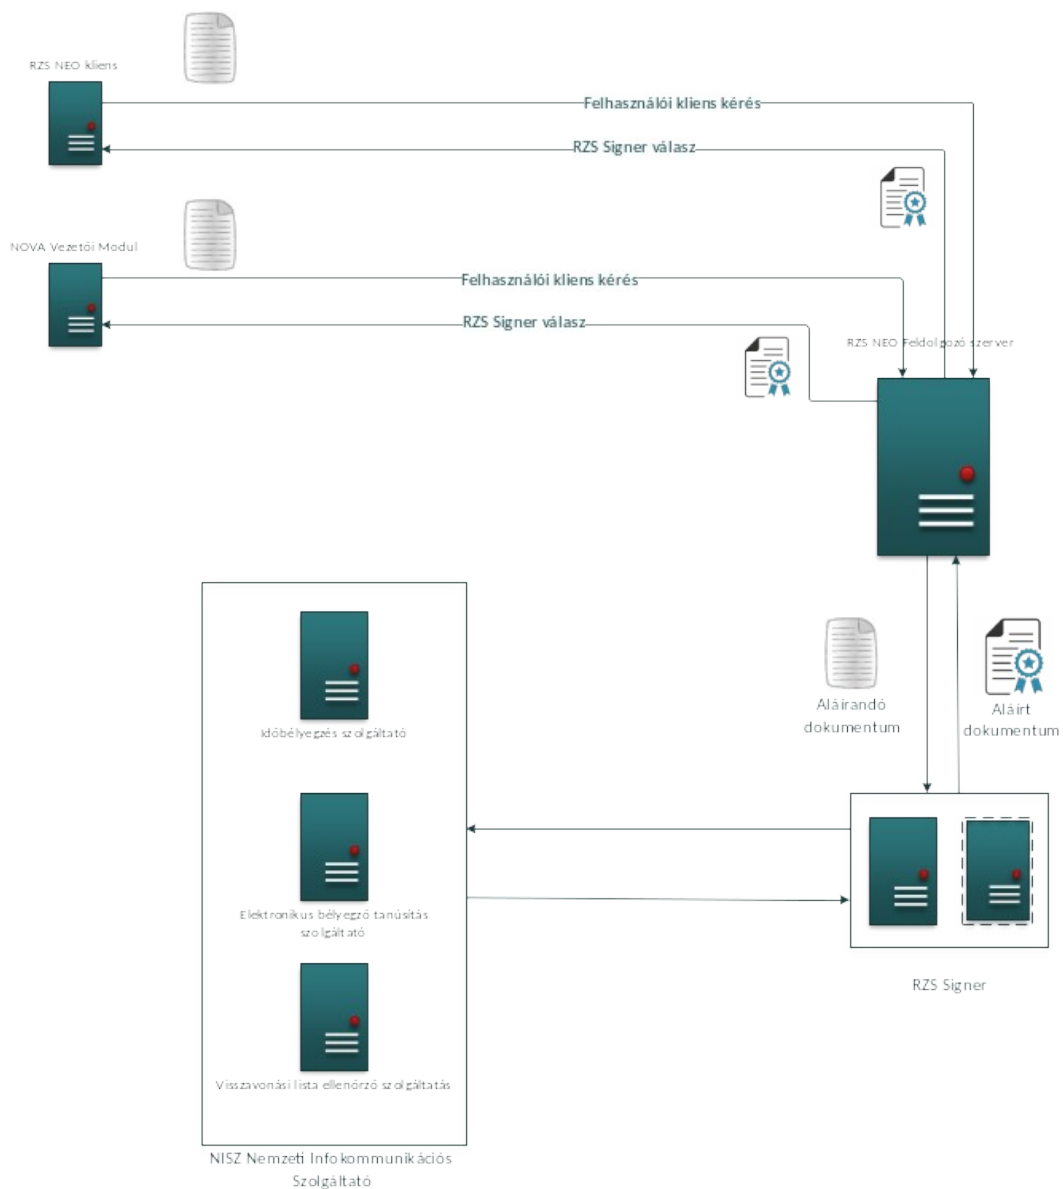 RZS NEO kliens
Felhasználói kliens kérés
RZS Signer válasz
NOVA Vezetői Modul
Felhasználói kliens kérés
RZS Signer válasz
RZS NEO Feldolgozó szerver
Aláírandó
dokumentum
Aláírt
dokumentum
Időbélyegzés szolgáltató
Elektronikus bélyegző tanúsítás
szolgáltató
RZS Signer
Visszavonási lista ellenőrző szolgáltatás
NISZ Nemzeti Infokommunikációs
Szolgáltató